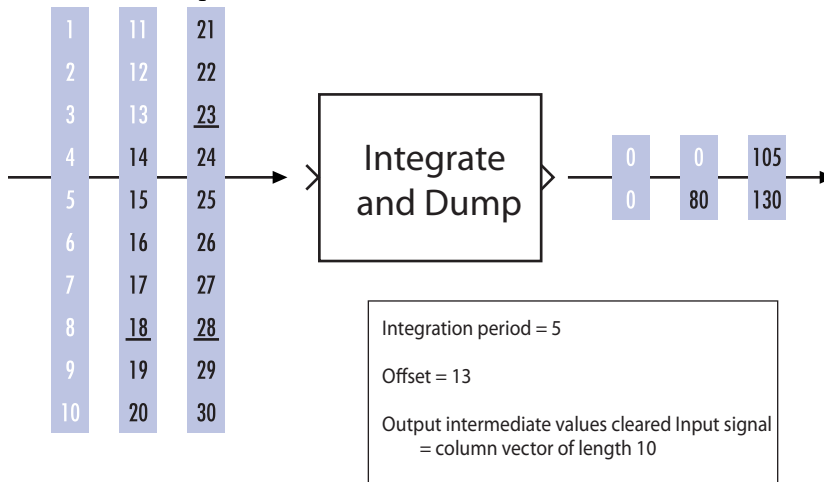 1 11 21
2 12 22
3 13 23
4 14 24
5 15 25
6 16 26
7 17 27
8 18 28
9 19 29
10 20 30
Integrate
and Dump
0 0 105
0 80 130
Integration period = 5
Offset = 13
Output intermediate values cleared Input signal
= column vector of length 10